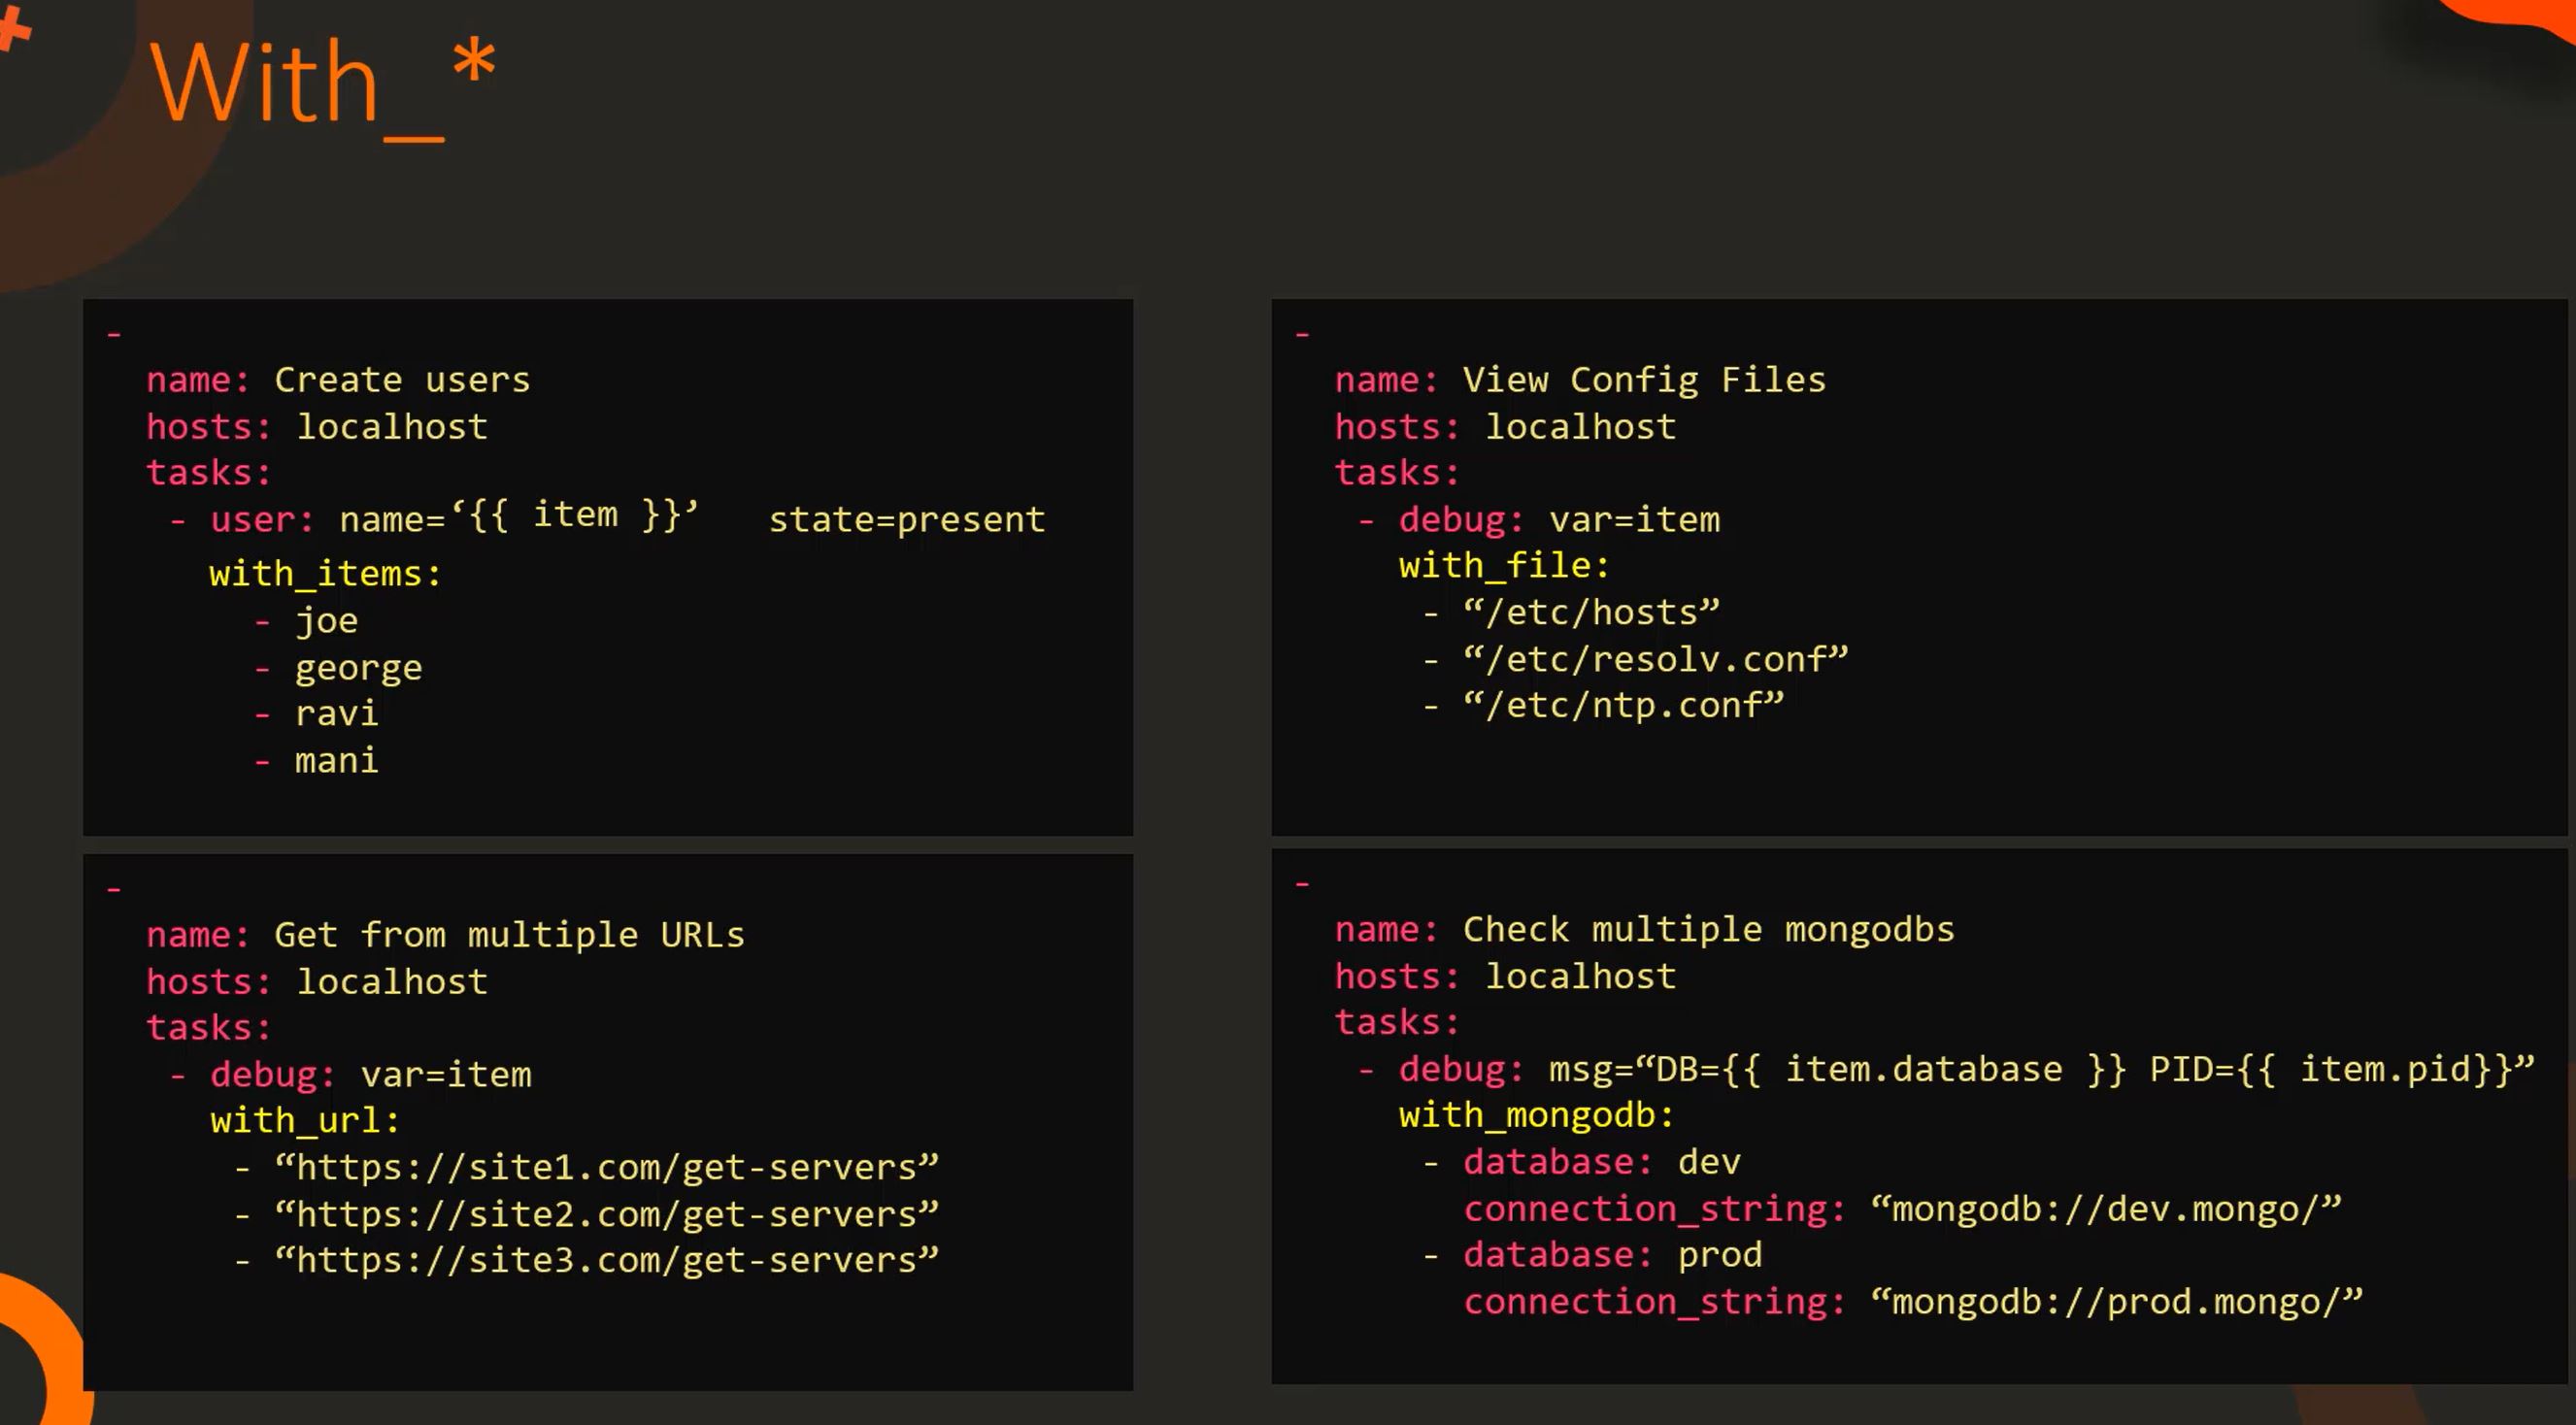 With_*
-
name: Create users
hosts: localhost
tasks:
- user: name=‘{{ item }}’ state=present
with_items:
- joe
- george
- ravi
- mani
-
name: View Config Files
hosts: localhost
tasks:
- debug: var=item
with_file:
- “/etc/hosts”
- “/etc/resolv.conf”
- “/etc/ntp.conf”
-
name: Get from multiple URLs
hosts: localhost
tasks:
- debug: var=item
with_url:
- “https://site1.com/get-servers”
- “https://site2.com/get-servers”
- “https://site3.com/get-servers”
-
name: Check multiple mongodbs
hosts: localhost
tasks:
- debug: msg=“DB={{ item.database }} PID={{ item.pid}}”
with_mongodb:
- database: dev
connection_string: “mongodb://dev.mongo/”
- database: prod
connection_string: “mongodb://prod.mongo/”